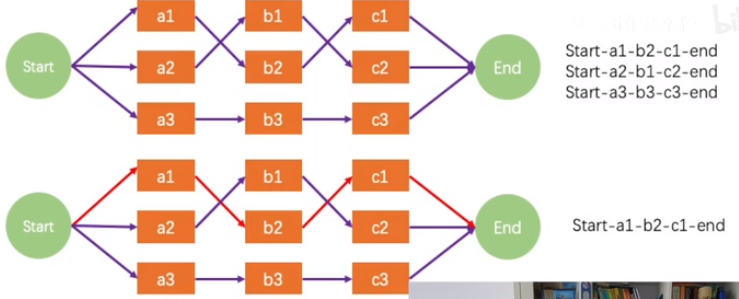 a1 b1 c1
Start a2 b2 c2 End
a3 b3 c3
Start-a1-b2-c1-end
Start-a2-b1-c2-end
Start-a3-b3-c3-end
a1 b1 c1
Start a2 b2 c2 End
a3 b3 c3
Start-a1-b2-c1-end